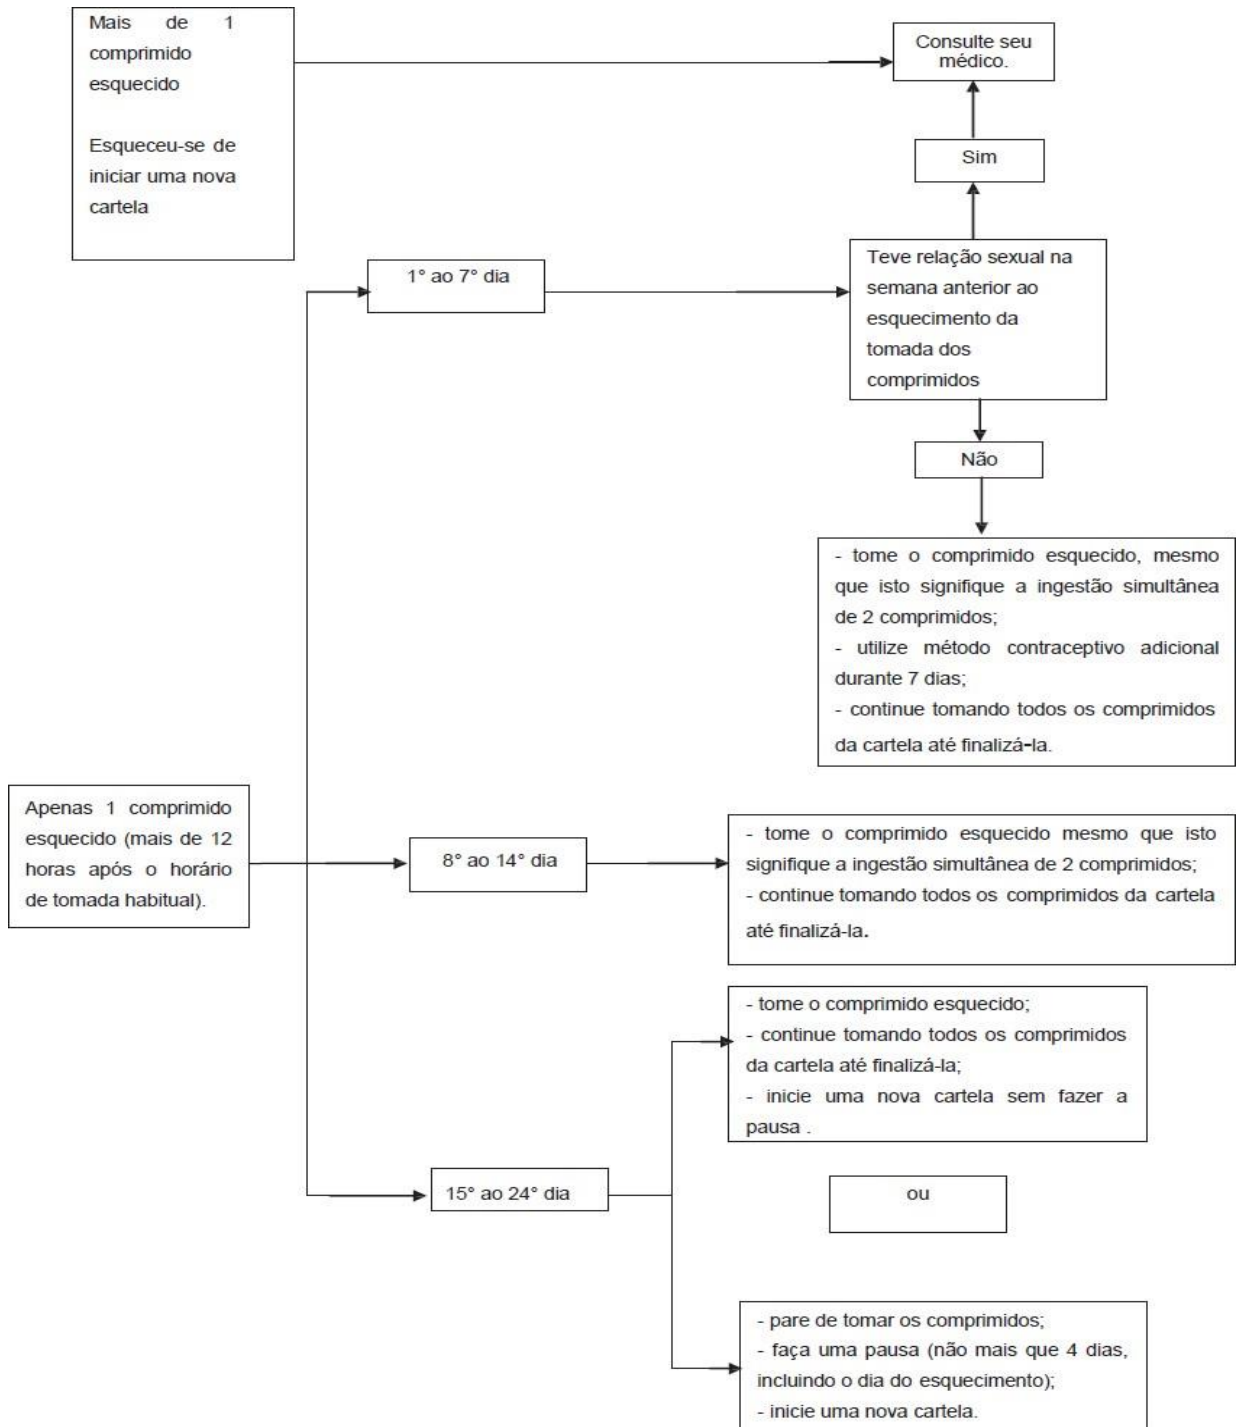 Mais de 1
comprimido
esquecido
Esqueceu-se de
iniciar uma nova
cartela
Consulte seu
médico.
Sim
1° ao 7° dia
Teve relação sexual na
semana anterior ao
esquecimento da
tomada dos
comprimidos
Não
- tome o comprimido esquecido, mesmo
que isto signifique a ingestão simultânea
de 2 comprimidos;
- utilize método contraceptivo adicional
durante 7 dias;
- continue tomando todos os comprimidos
da cartela até finalizá-la.
Apenas 1 comprimido
esquecido (mais de 12
horas após o horário
de tomada habitual).
8° ao 14° dia
- tome o comprimido esquecido mesmo que isto
signifique a ingestão simultânea de 2 comprimidos;
- continue tomando todos os comprimidos da cartela
até finalizá-la.
15° ao 24° dia
- tome o comprimido esquecido;
- continue tomando todos os comprimidos
da cartela até finalizá-la;
- inicie uma nova cartela sem fazer a
pausa .
ou
- pare de tomar os comprimidos;
- faça uma pausa (não mais que 4 dias,
incluindo o dia do esquecimento);
- inicie uma nova cartela.